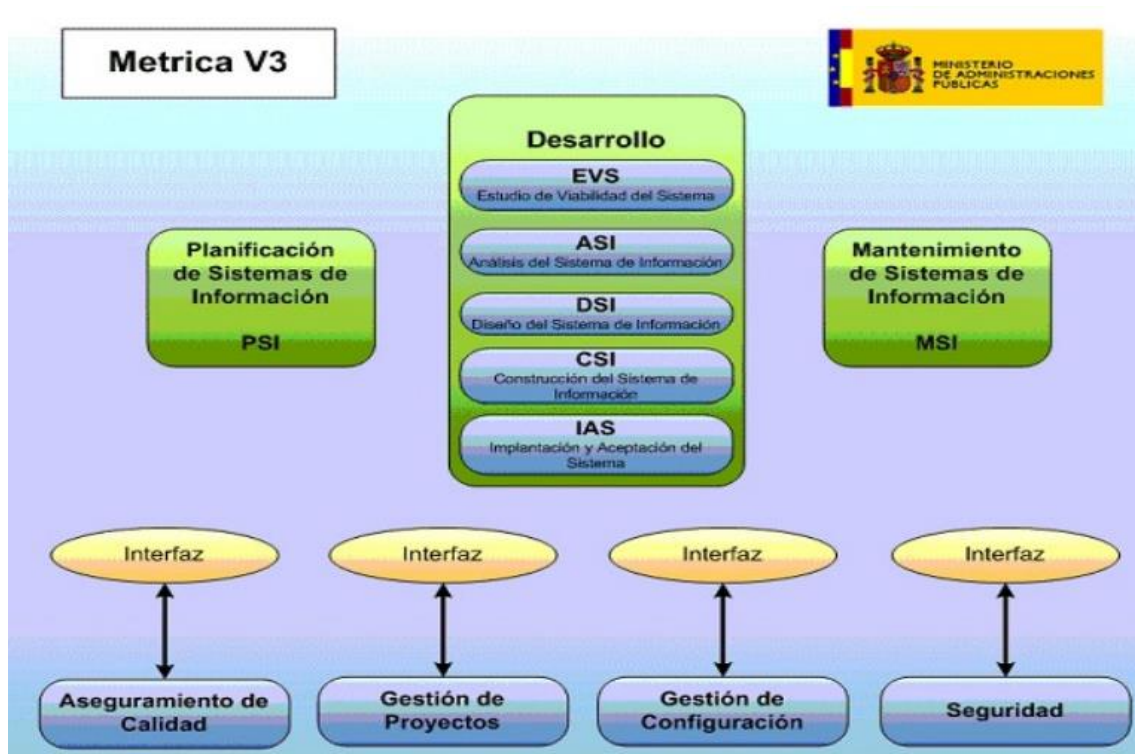 Metrica V3
MINISTERIO
DE ADMINISTRACIONES
PÚBLICAS
Desarrollo
EVS
Estudio de Viabilidad del Sistema
ASI
Análisis del Sistema de Información
DSI
Diseño del Sistema de Información
CSI
Construcción del Sistema de
Información
IAS
Implantación y Aceptación del
Sistema
Planificación
de Sistemas de
Información
PSI
Mantenimiento
de Sistemas de
Información
MSI
Interfaz
Interfaz
Interfaz
Interfaz
Aseguramiento de
Calidad
Gestión de
Proyectos
Gestión de
Configuración
Seguridad